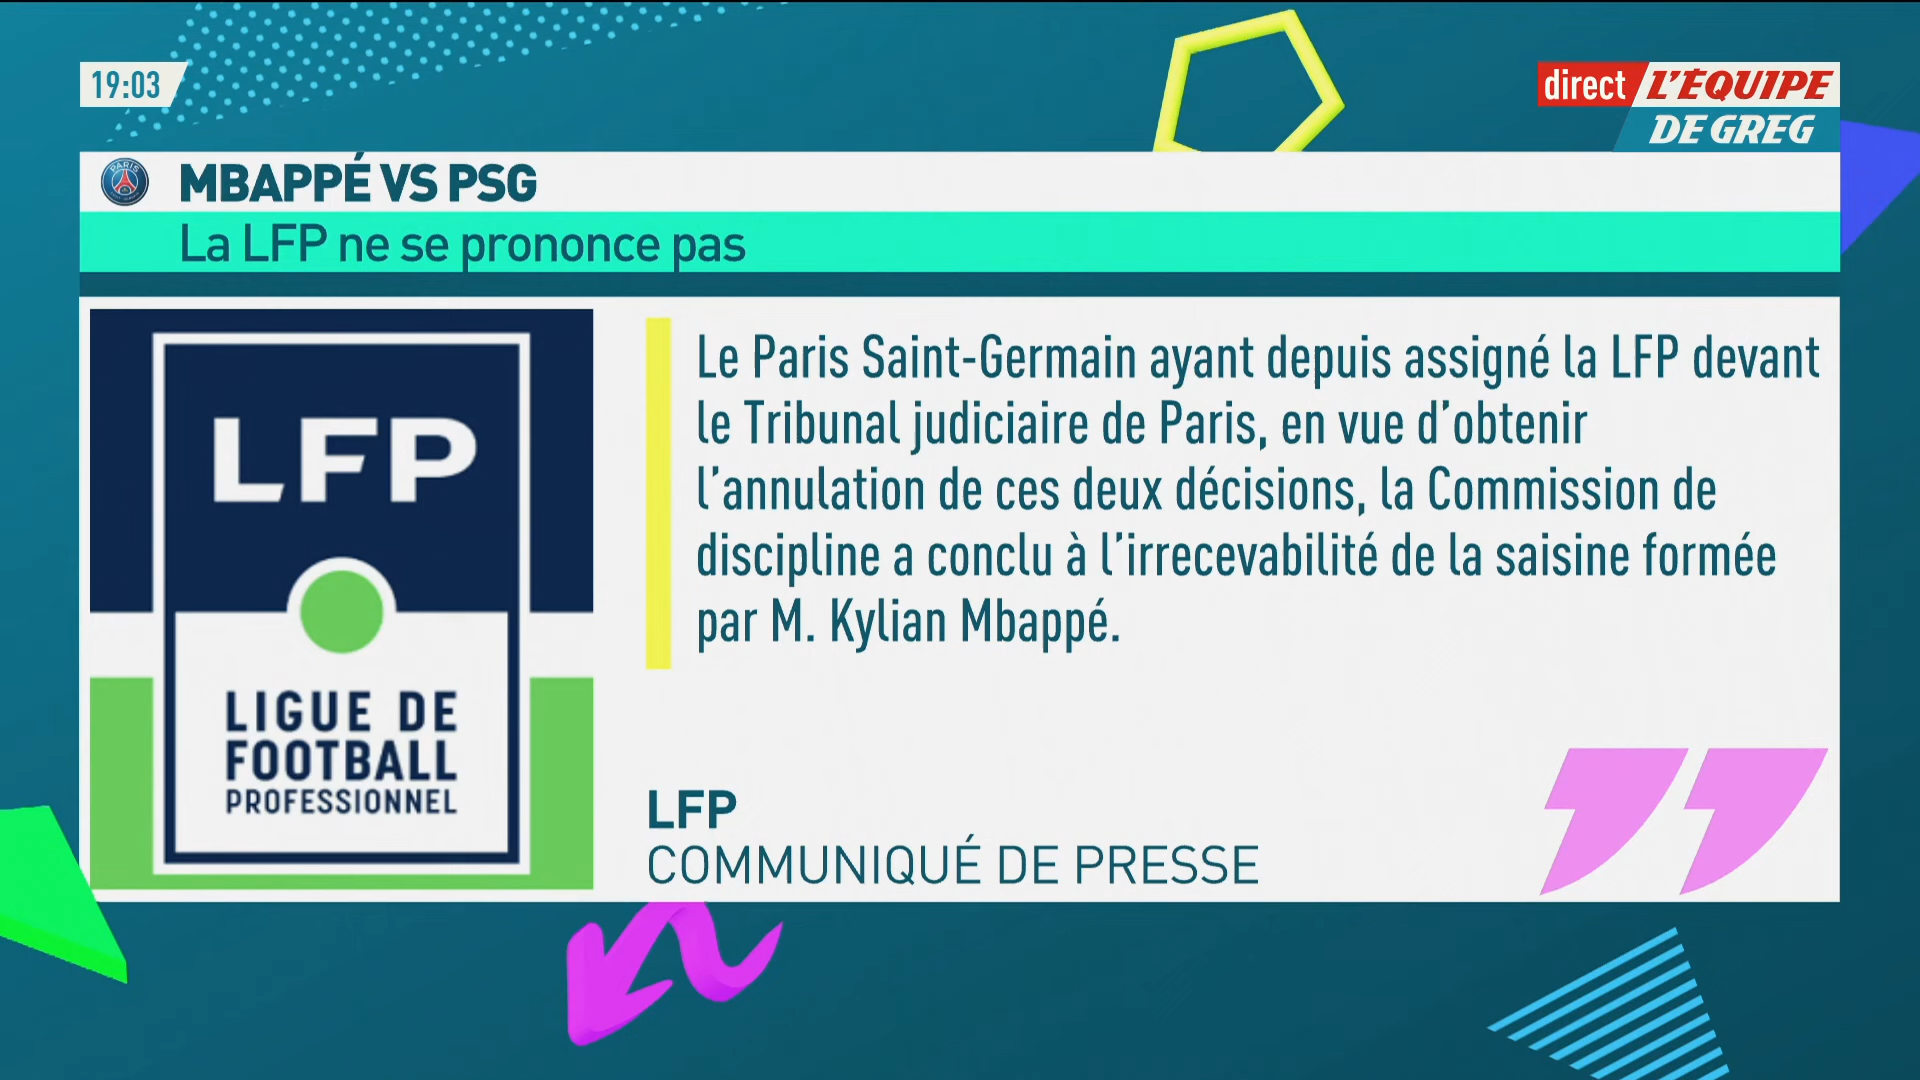 19:03
direct L'ÉQUIPE
DE GREG
PARIS
MBAPPÉ VS PSG
La LFP ne se prononce pas
LFP
LIGUE DE
FOOTBALL
PROFESSIONNEL
Le Paris Saint-Germain ayant depuis assigné la LFP devant
le Tribunal judiciaire de Paris, en vue d’obtenir
l’annulation de ces deux décisions, la Commission de
discipline a conclu à l’irrecevabilité de la saisine formée
par M. Kylian Mbappé.
LFP
COMMUNIQUÉ DE PRESSE